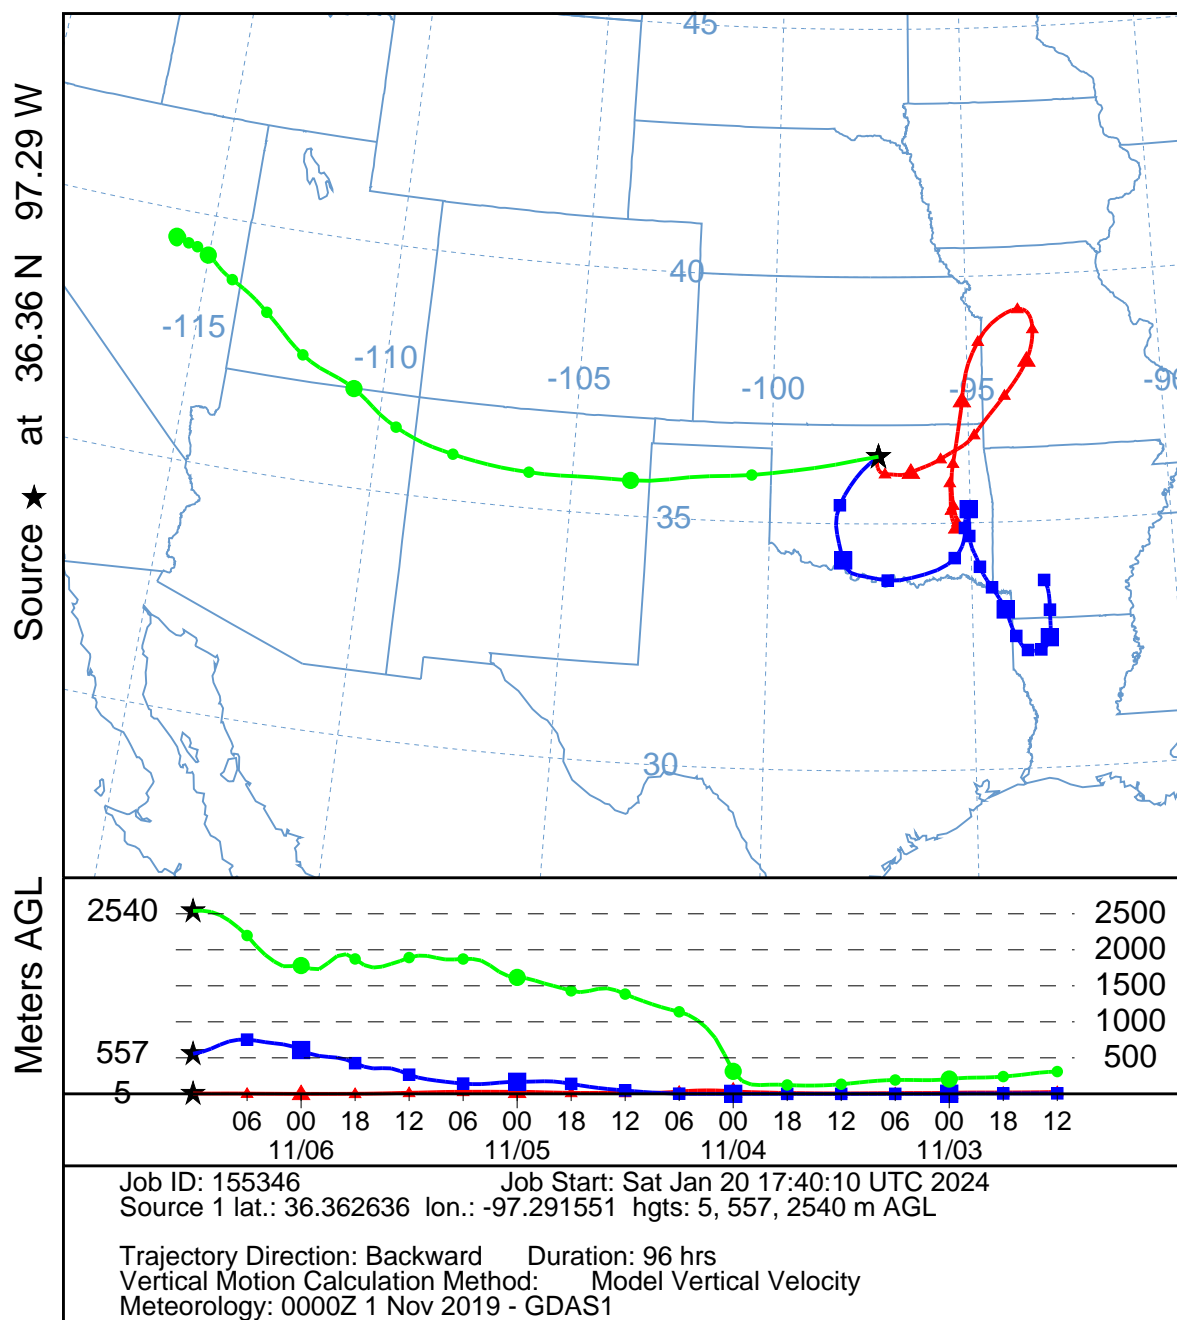 Source ★ at 36.36 N 97.29 W
45
40
-115
-110
-105
-100
-95
-90
35
30
Meters AGL
2540
557
5
2500
2000
1500
1000
500
06 00 18 12 06 00 18 12 06 00 18 12 06 00 18 12
11/06 11/05 11/04 11/03
Job ID: 155346 Job Start: Sat Jan 20 17:40:10 UTC 2024
Source 1 lat.: 36.362636 lon.: -97.291551 hgts: 5, 557, 2540 m AGL
Trajectory Direction: Backward Duration: 96 hrs
Vertical Motion Calculation Method: Model Vertical Velocity
Meteorology: 0000Z 1 Nov 2019 - GDAS1